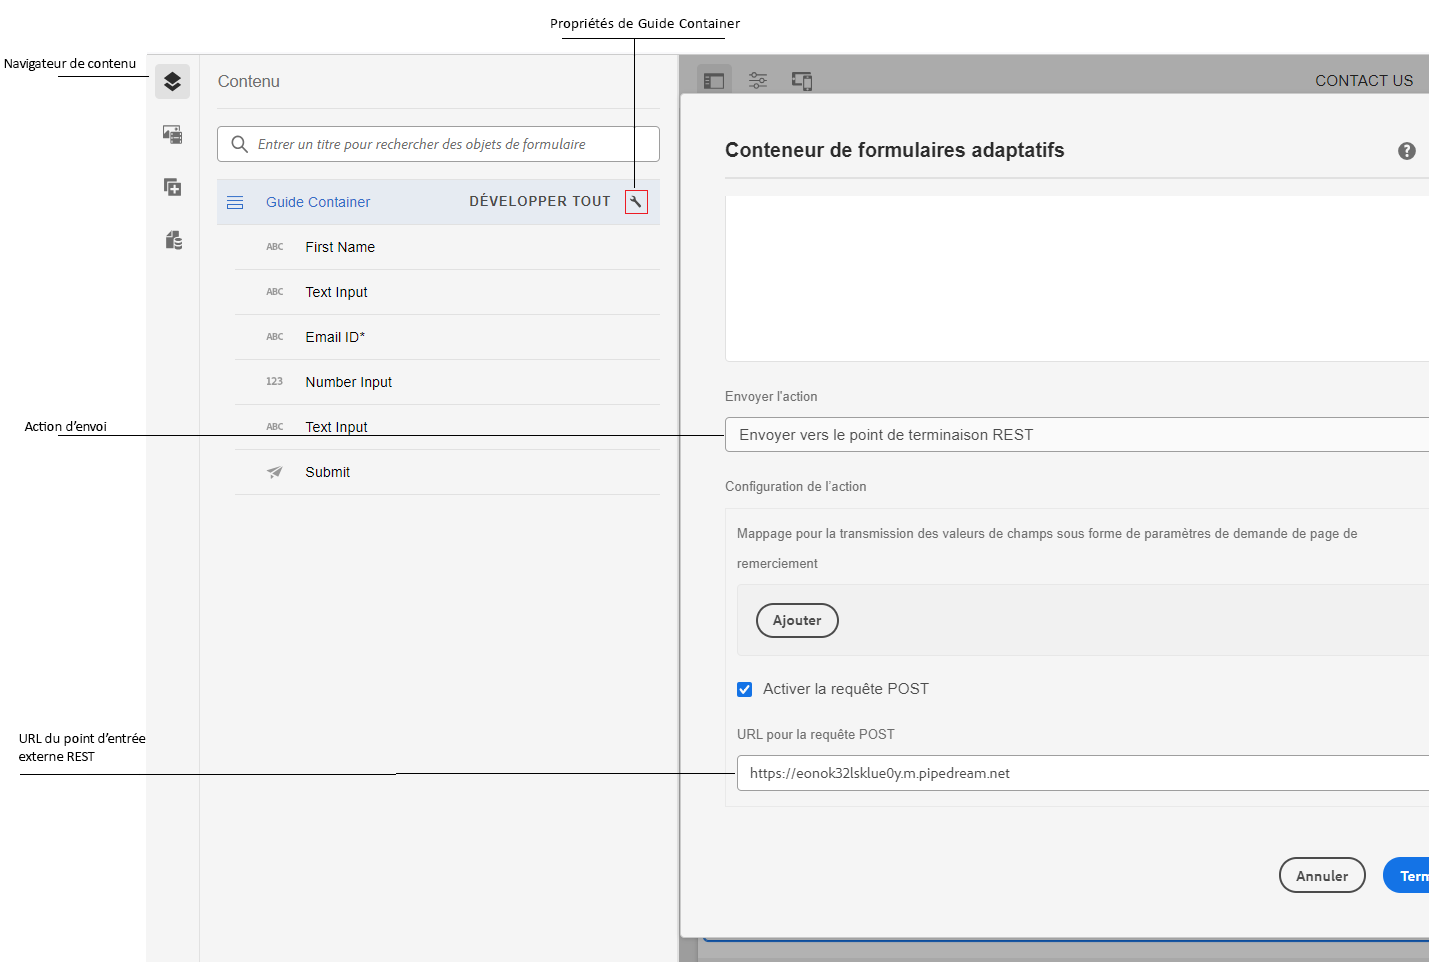 Propriétés de Guide Container
Navigateur de contenu
Contenu
CONTACT US
Entrer un titre pour rechercher des objets de formulaire
Conteneur de formulaires adaptatifs
?
Guide Container DÉVELOPPER TOUT
ABC First Name
ABC Text Input
ABC Email ID*
123 Number Input
Envoyer l'action
Action d'envoi
ABC Text Input
Envoyer vers le point de terminaison REST
Submit
Configuration de l'action
Mappage pour la transmission des valeurs de champs sous forme de paramètres de demande de page de
remerciement
Ajouter
Activer la requête POST
URL du point d'entrée
externe REST
URL pour la requête POST
https://eonok32lsklue0y.m.pipedream.net
Annuler
Term